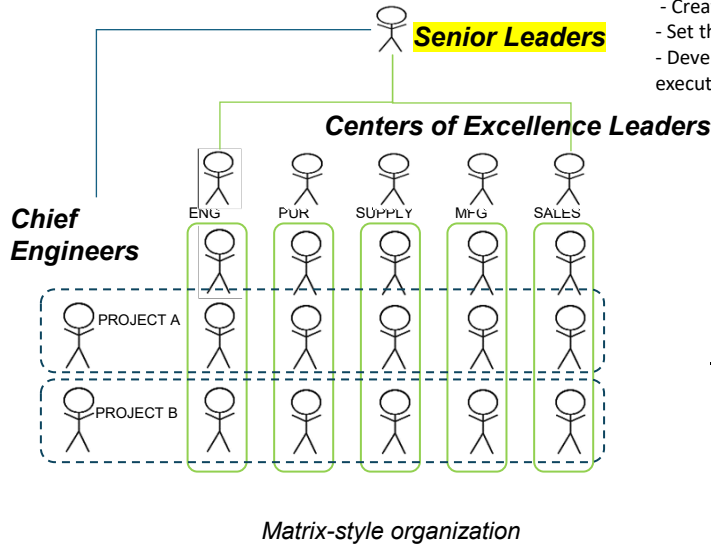 - Crea
Senior Leaders
- Set th
- Deve
execut
Centers of Excellence Leaders
ENG PUR SUPPLY MFG SALES
Chief
Engineers
PROJECT A
PROJECT B
Matrix-style organization